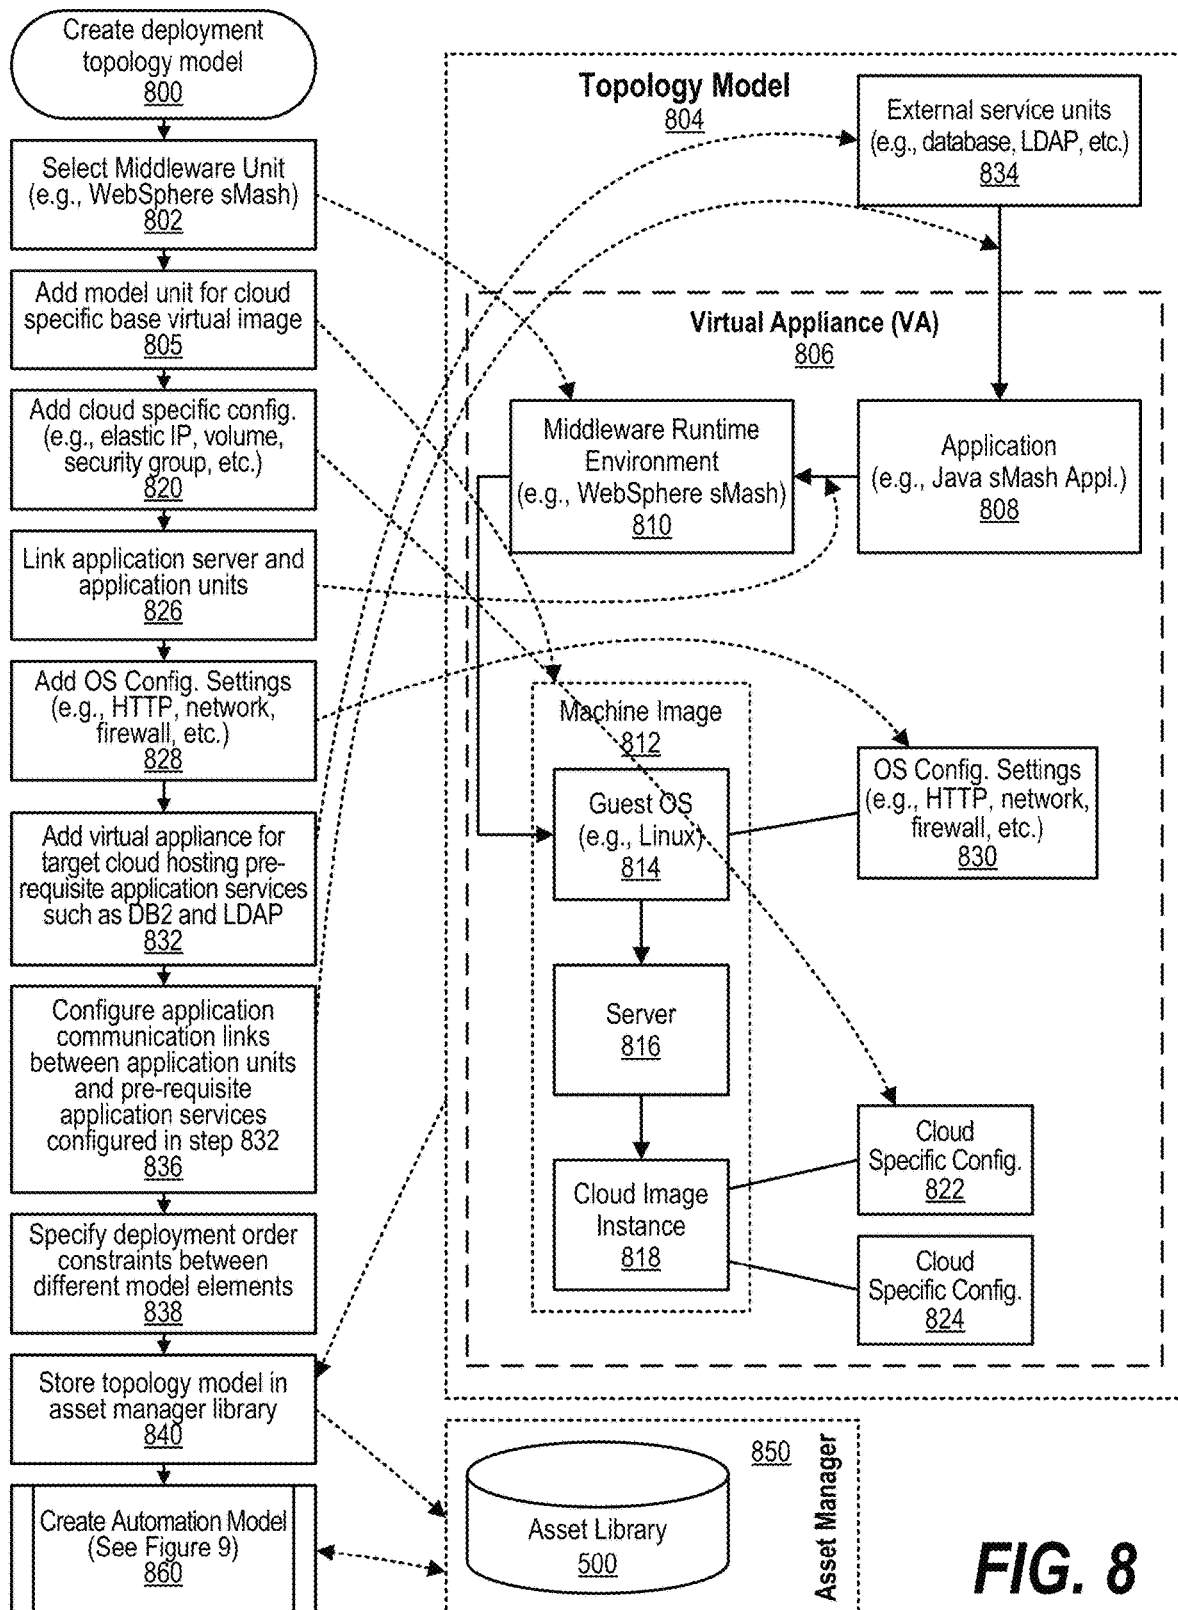 Create deployment
topology model
800
Select Middleware Unit
(e.g., WebSphere sMash)
802
Add model unit for cloud
specific base virtual image
805
Add cloud specific config.
(e.g., elastic IP, volume,
security group, etc.)
820
Link application server and
application units
826
Add OS Config. Settings
(e.g., HTTP, network,
firewall, etc.)
828
Add virtual appliance for
target cloud hosting pre-
requisite application services
such as DB2 and LDAP
832
Configure application
communication links
between application units
and pre-requisite
application services
configured in step 832
836
Specify deployment order
constraints between
different model elements
838
Store topology model in
asset manager library
840
Create Automation Model
(See Figure 9)
860
Topology Model
804
External service units
(e.g., database, LDAP, etc.)
834
Virtual Appliance (VA)
806
Middleware Runtime
Environment
(e.g., WebSphere sMash)
810
Application
(e.g., Java sMash Appl.)
808
Machine Image
812
Guest OS
(e.g., Linux)
814
OS Config. Settings
(e.g., HTTP, network,
firewall, etc.)
830
Server
816
Cloud Image
Instance
818
Cloud
Specific Config.
822
Cloud
Specific Config.
824
850
Asset Manager
Asset Library
500
FIG. 8